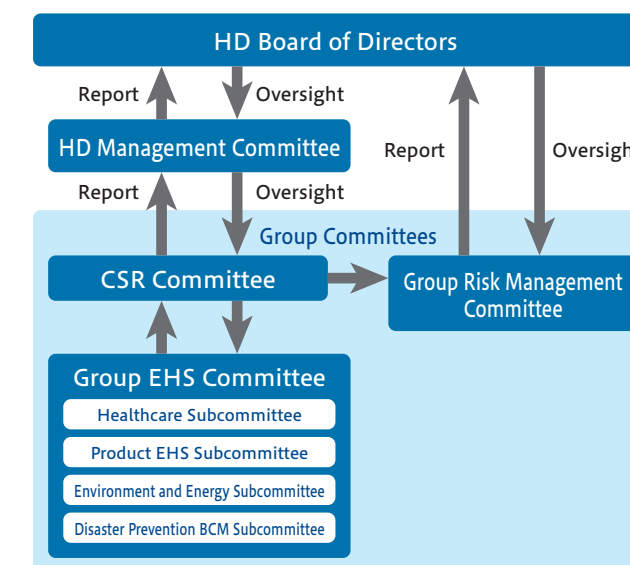 HD Board of Directors
Report
Oversight
HD Management Committee
Report
Oversight
Report
Oversigh
Group Committees
CSR Committee
Group Risk Management
Committee
Group EHS Committee
Healthcare Subcommittee
Product EHS Subcommittee
Environment and Energy Subcommittee
Disaster Prevention BCM Subcommittee